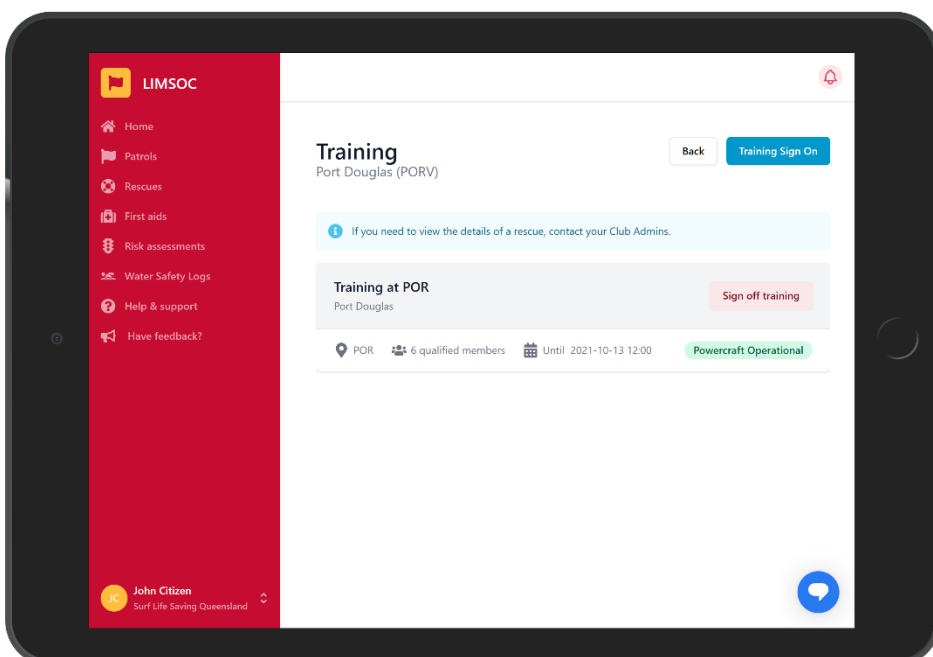 LIMSOC
Home
Patrols
Rescues
First aids
Risk assessments
Water Safety Logs
Help & support
Have feedback?
JC
John Citizen
Surf Life Saving Queensland
Training
Port Douglas (PORV)
Back
Training Sign On
If you need to view the details of a rescue, contact your Club Admins.
Training at POR
Port Douglas
Sign off training
POR 6 qualified members Until 2021-10-13 12:00 Powercraft Operational